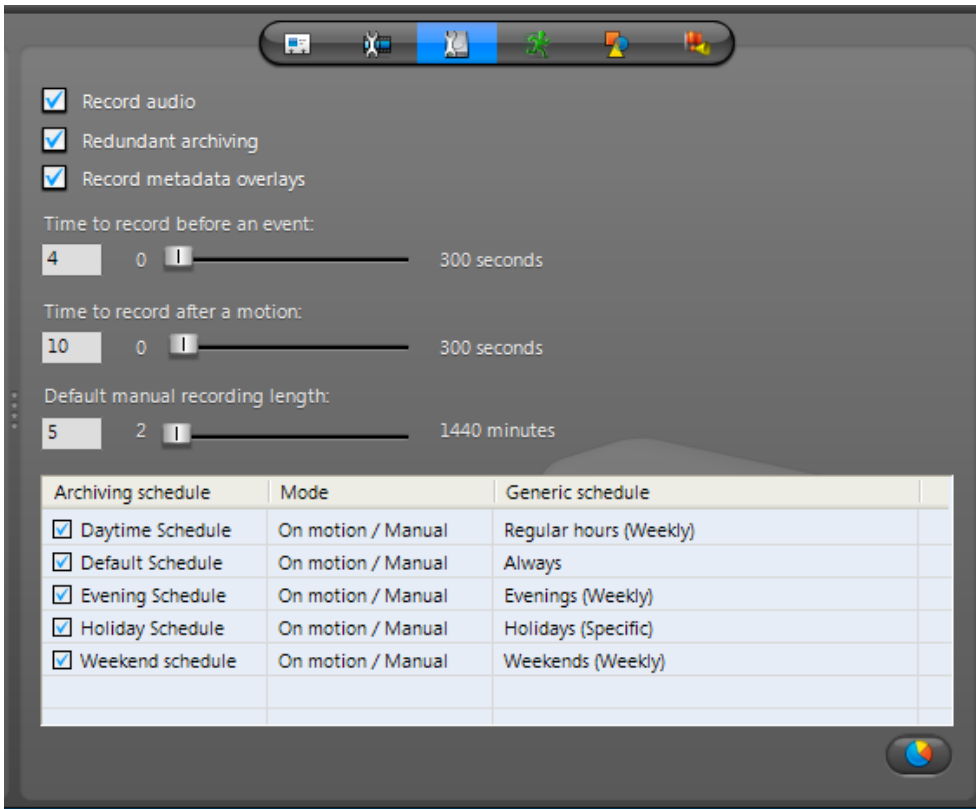 Record audio
Redundant archiving
Record metadata overlays
Time to record before an event:
4 0 300 seconds
Time to record after a motion:
10 0 300 seconds
Default manual recording length:
5 2 1440 minutes
Archiving schedule Mode Generic schedule
Daytime Schedule On motion / Manual Regular hours (Weekly)
Default Schedule On motion / Manual Always
Evening Schedule On motion / Manual Evenings (Weekly)
Holiday Schedule On motion / Manual Holidays (Specific)
Weekend schedule On motion / Manual Weekends (Weekly)